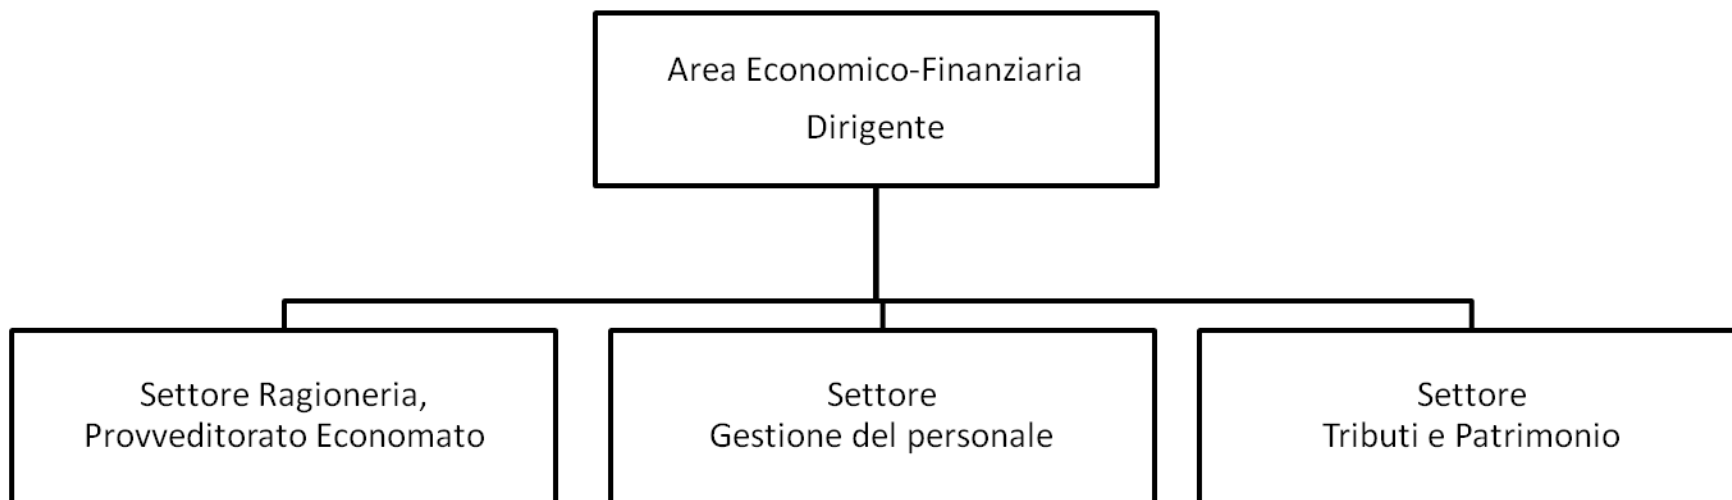 Area Economico-Finanziaria
Dirigente
Settore Ragioneria,
Provveditorato Economato
Settore
Gestione del personale
Settore
Tributi e Patrimonio